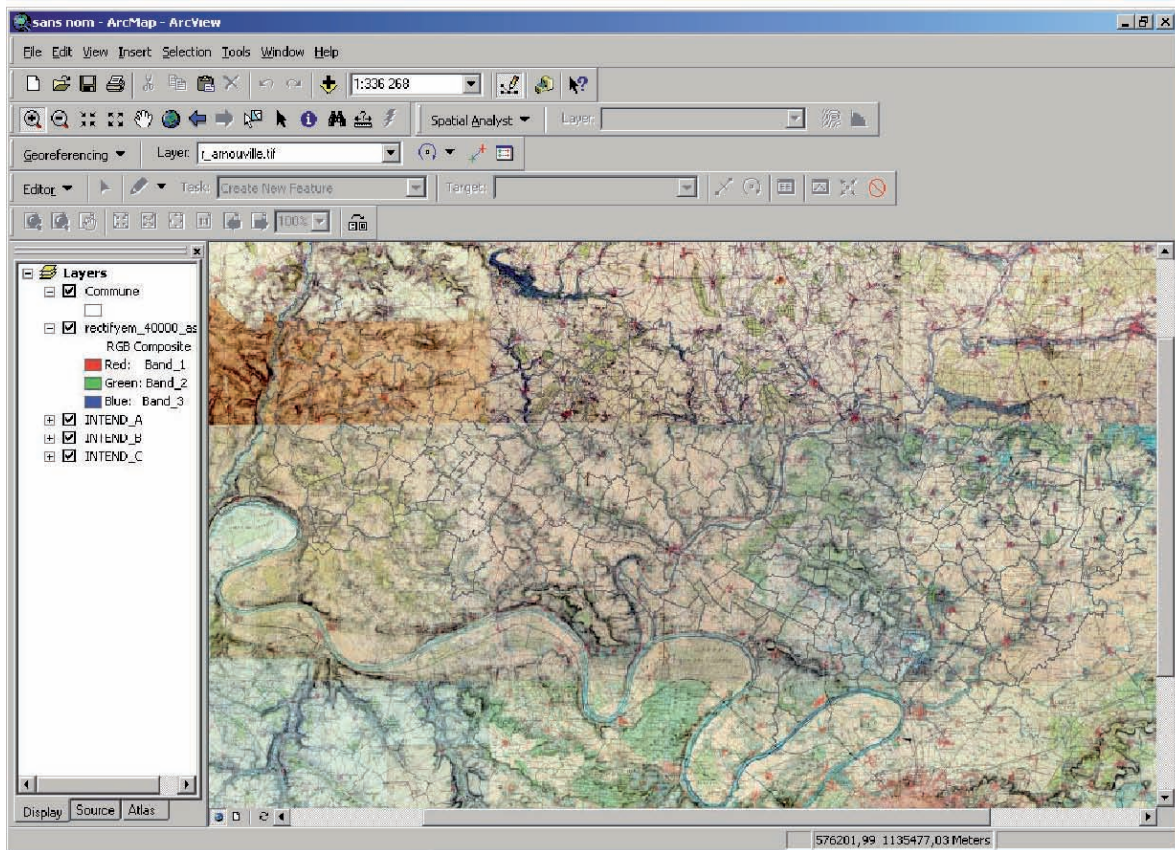 sans nom - ArcMap - ArcView
File Edit View Insert Selection Tools Window Help
1:336 268
Spatial Analyst Layer:
Georeferencing Layer: r_arnouville.tif
Editor Task: Create New Feature Target:
100%
Layers
Commune
rectifyem_40000_as
RGB Composite
Red: Band_1
Green: Band_2
Blue: Band_3
INTEND_A
INTEND_B
INTEND_C
Display Source Atlas
576201,99 1135477,03 Meters